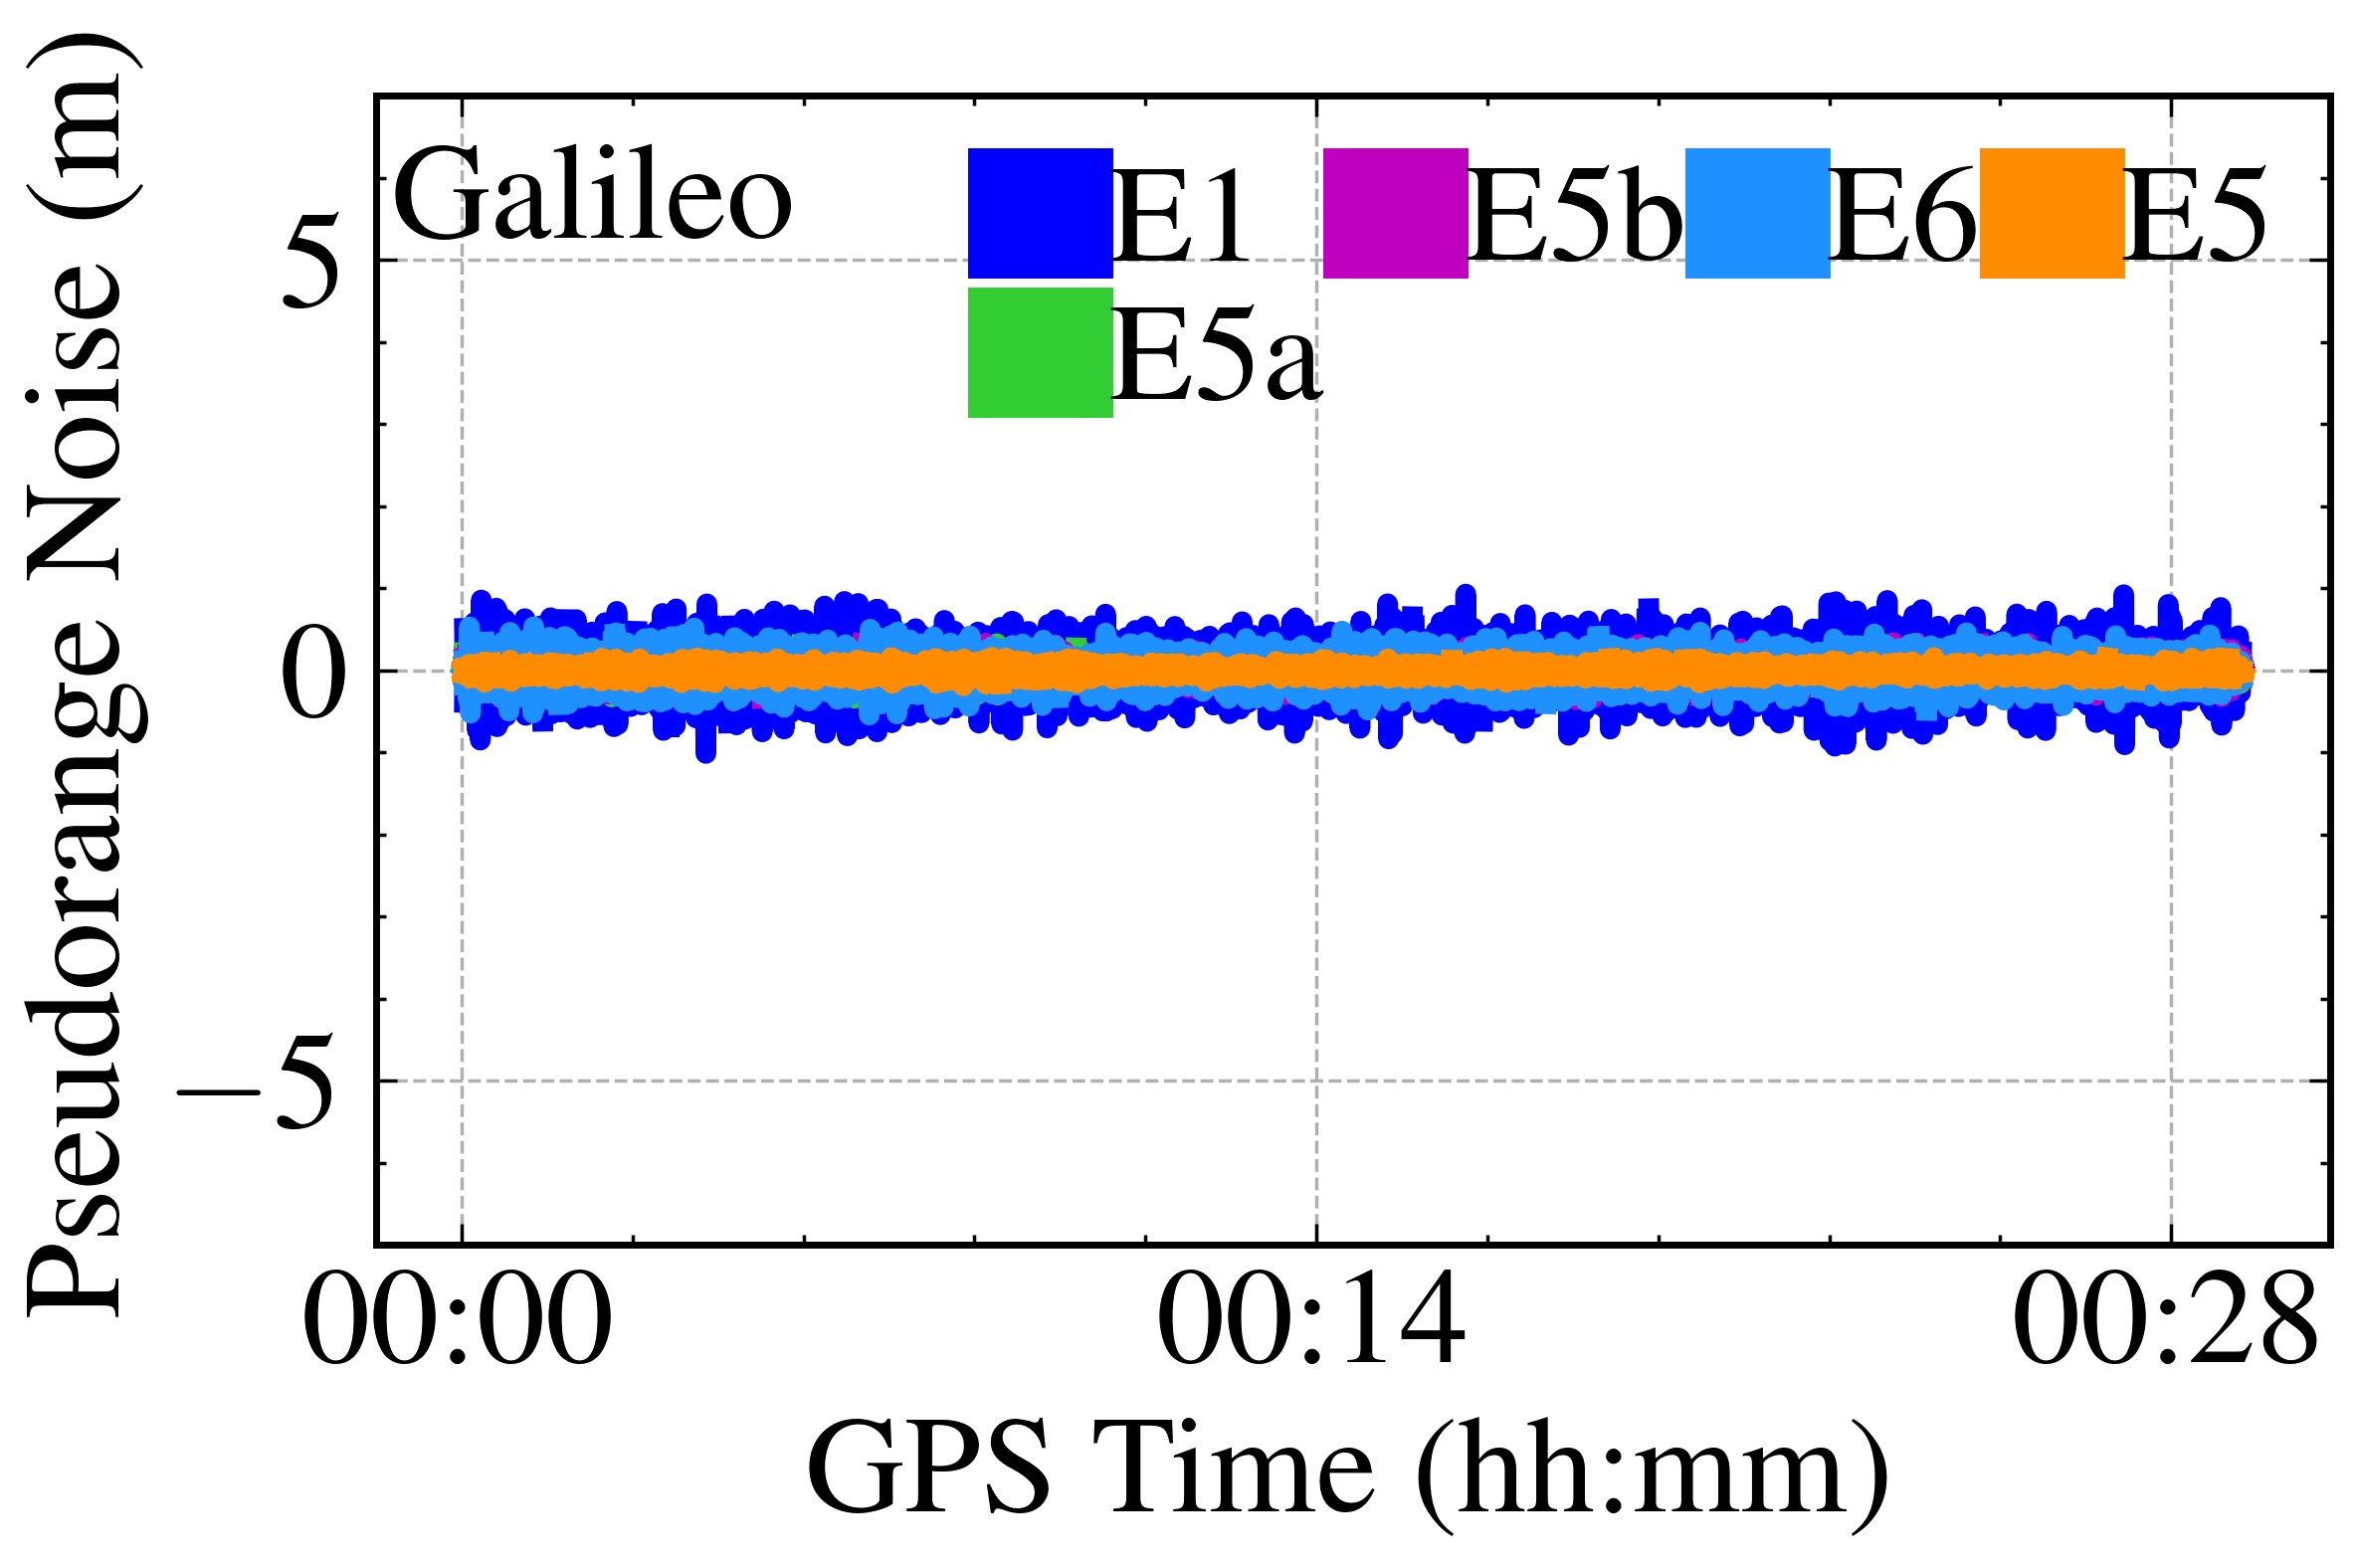 Pseudorange Noise (m)
Galileo
E1
E5b
E6
E5
E5a
5
0
−5
00:00
00:14
00:28
GPS Time (hh:mm)